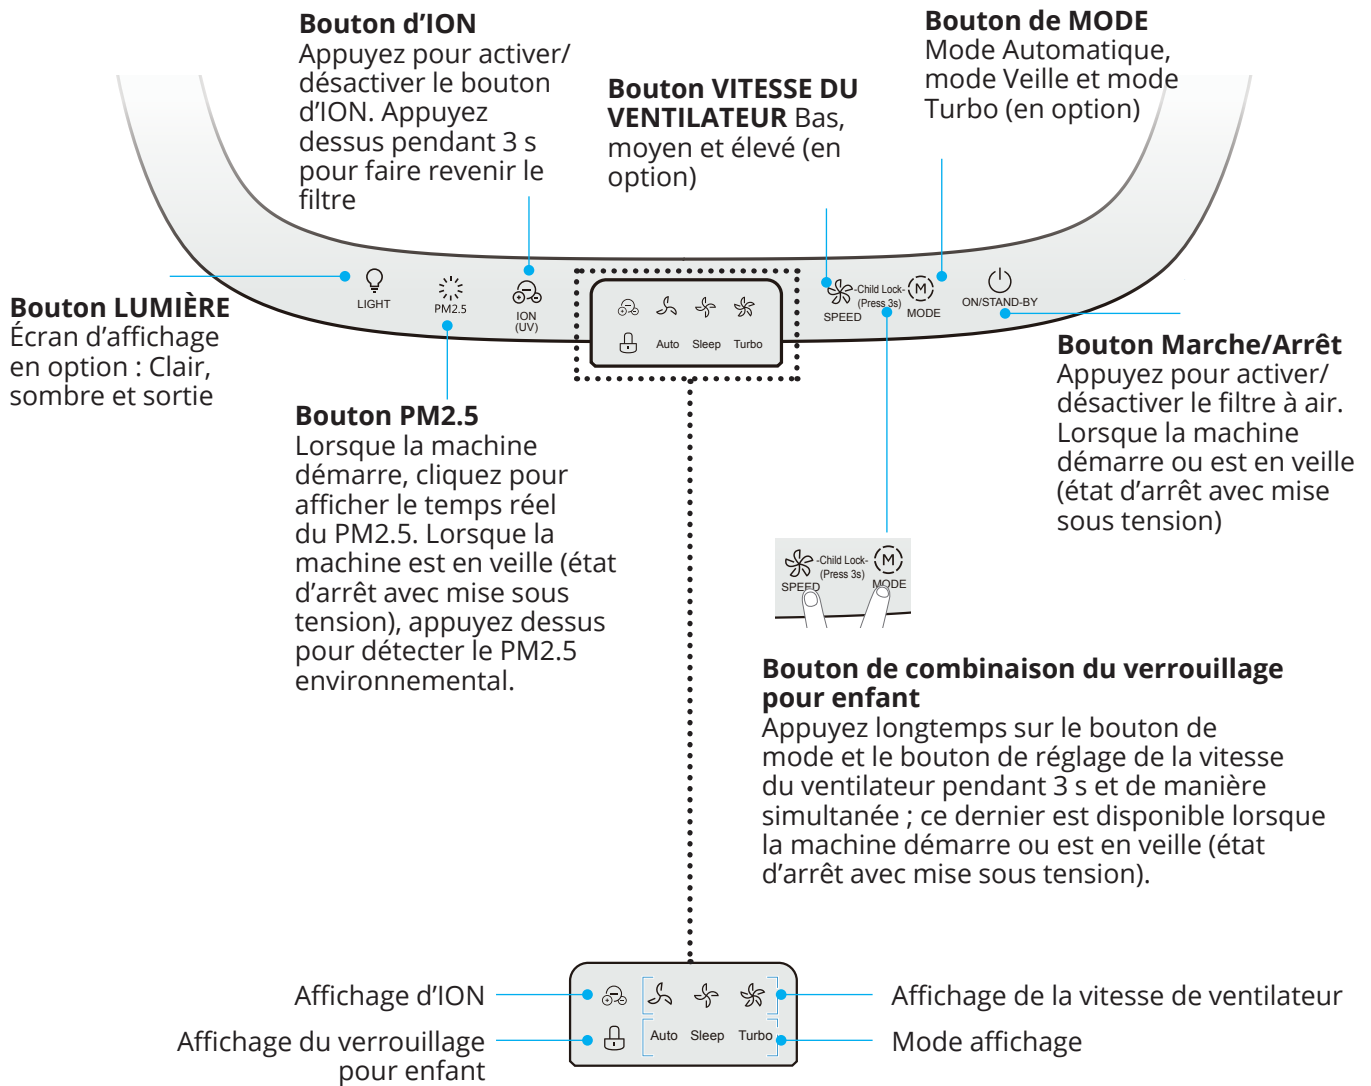 Bouton d'ION
Appuyez pour activer/
désactiver le bouton
d'ION. Appuyez
dessus pendant 3 s
pour faire revenir le
filtre
Bouton VITESSE DU
VENTILATEUR Bas,
moyen et élevé (en
option)
Bouton de MODE
Mode Automatique,
mode Veille et mode
Turbo (en option)
LIGHT
PM2.5
ION
(UV)
Auto Sleep Turbo
SPEED
-Child Lock-
(Press 3s)
M
MODE
ON/STAND-BY
Bouton LUMIÈRE
Écran d'affichage
en option : Clair,
sombre et sortie
Bouton PM2.5
Lorsque la machine
démarre, cliquez pour
afficher le temps réel
du PM2.5. Lorsque la
machine est en veille (état
d'arrêt avec mise sous
tension), appuyez dessus
pour détecter le PM2.5
environnemental.
Bouton Marche/Arrêt
Appuyez pour activer/
désactiver le filtre à air.
Lorsque la machine
démarre ou est en veille
(état d'arrêt avec mise
sous tension)
-Child Lock-
(Press 3s)
M
SPEED
MODE
Bouton de combinaison du verrouillage
pour enfant
Appuyez longtemps sur le bouton de
mode et le bouton de réglage de la vitesse
du ventilateur pendant 3 s et de manière
simultanée ; ce dernier est disponible lorsque
la machine démarre ou est en veille (état
d'arrêt avec mise sous tension).
Affichage d'ION
Affichage du verrouillage
pour enfant
Auto Sleep Turbo
Affichage de la vitesse de ventilateur
Mode affichage